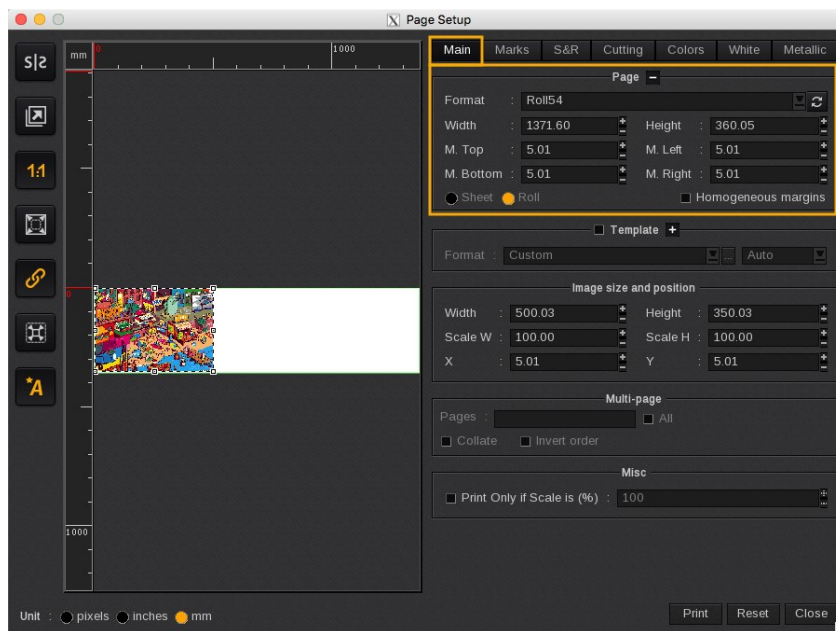 Page Setup
S|S
mm
0
1000
1:1
0
*A
1000
Main Marks S&R Cutting Colors White Metallic
Page
Format : Roll54
Width : 1371.60 Height : 360.05
M. Top : 5.01 M. Left : 5.01
M. Bottom : 5.01 M. Right : 5.01
Sheet Roll Homogeneous margins
Template
Format : Custom ... Auto
Image size and position
Width : 500.03 Height : 350.03
Scale W : 100.00 Scale H : 100.00
X : 5.01 Y : 5.01
Multi-page
Pages : All
Collate Invert order
Misc
Print Only if Scale is (%) : 100
Unit : pixels inches mm Print Reset Close